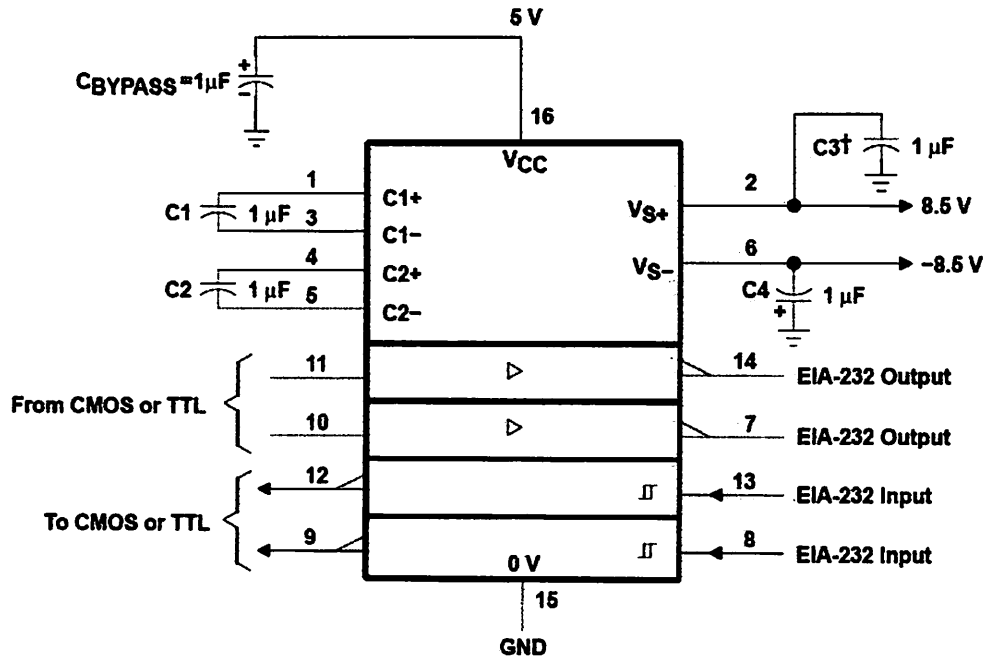 5 V
CBYPASS = 1µF
+
−
16
VCC
C3†
1 µF
1
C1+
2
C1
1 µF
VS+
8.5 V
3
C1−
4
C2+
6
VS−
−8.5 V
C2
1 µF
5
C2−
C4
1 µF
+
11
14
EIA-232 Output
From CMOS or TTL
10
7
EIA-232 Output
12
13
EIA-232 Input
To CMOS or TTL
9
8
EIA-232 Input
0 V
15
GND